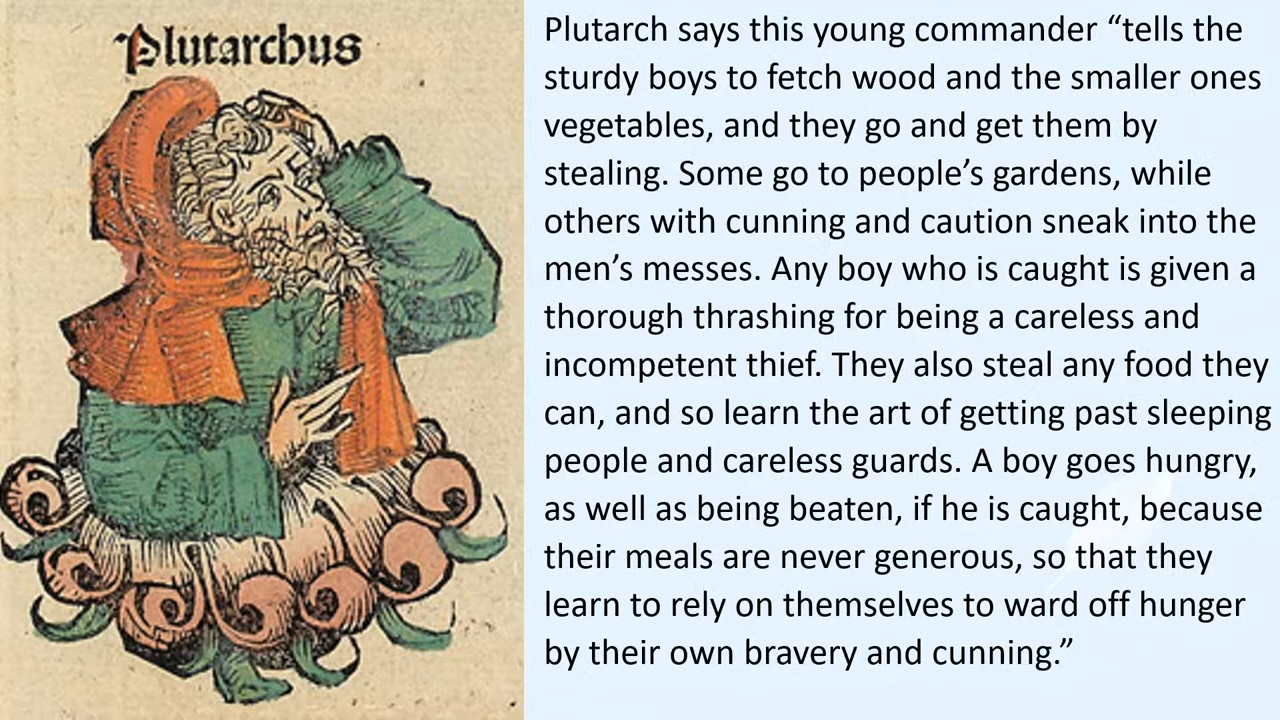 Plutarchus
Plutarch says this young commander “tells the
sturdy boys to fetch wood and the smaller ones
vegetables, and they go and get them by
stealing. Some go to people’s gardens, while
others with cunning and caution sneak into the
men’s messes. Any boy who is caught is given a
thorough thrashing for being a careless and
incompetent thief. They also steal any food they
can, and so learn the art of getting past sleeping
people and careless guards. A boy goes hungry,
as well as being beaten, if he is caught, because
their meals are never generous, so that they
learn to rely on themselves to ward off hunger
by their own bravery and cunning.”